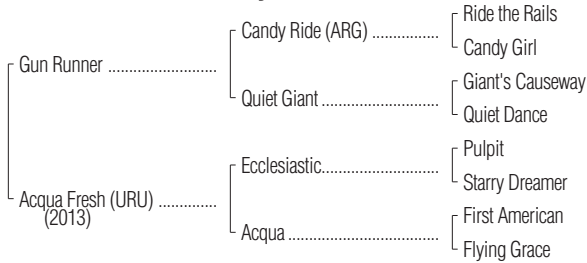 Ride the Rails
Candy Ride (ARG) ................
Candy Girl
Gun Runner ..........................
Giant's Causeway
Quiet Giant ............................
Quiet Dance
Pulpit
Ecclesiastic............................
Starry Dreamer
Acqua Fresh (URU) ..............
(2013)
First American
Acqua ....................................
Flying Grace